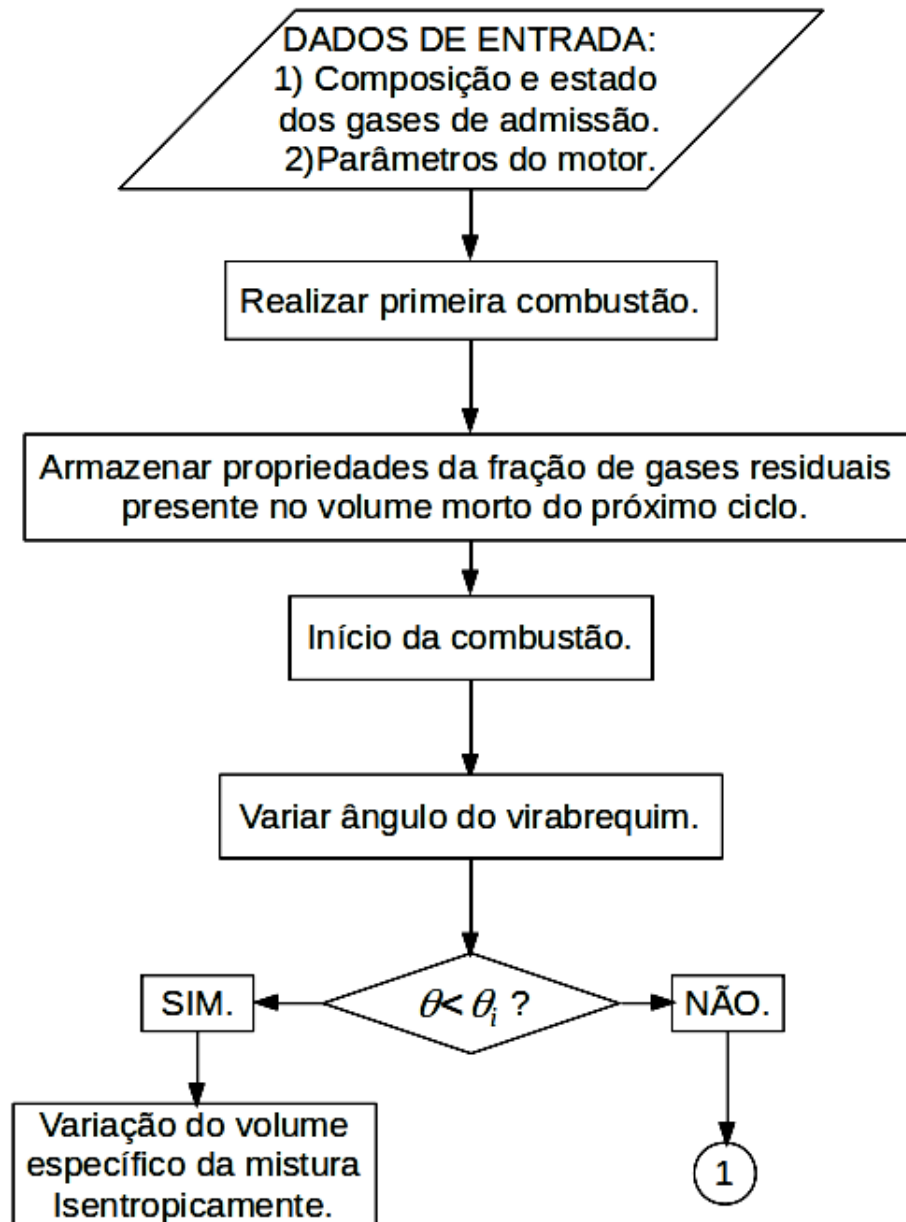 DADOS DE ENTRADA:
1) Composição e estado
dos gases de admissão.
2)Parâmetros do motor.
Realizar primeira combustão.
Armazenar propriedades da fração de gases residuais
presente no volume morto do próximo ciclo.
Início da combustão.
Variar ângulo do virabrequim.
θ< θᵢ ?
SIM.
NÃO.
Variação do volume
específico da mistura
Isentropicamente.
1